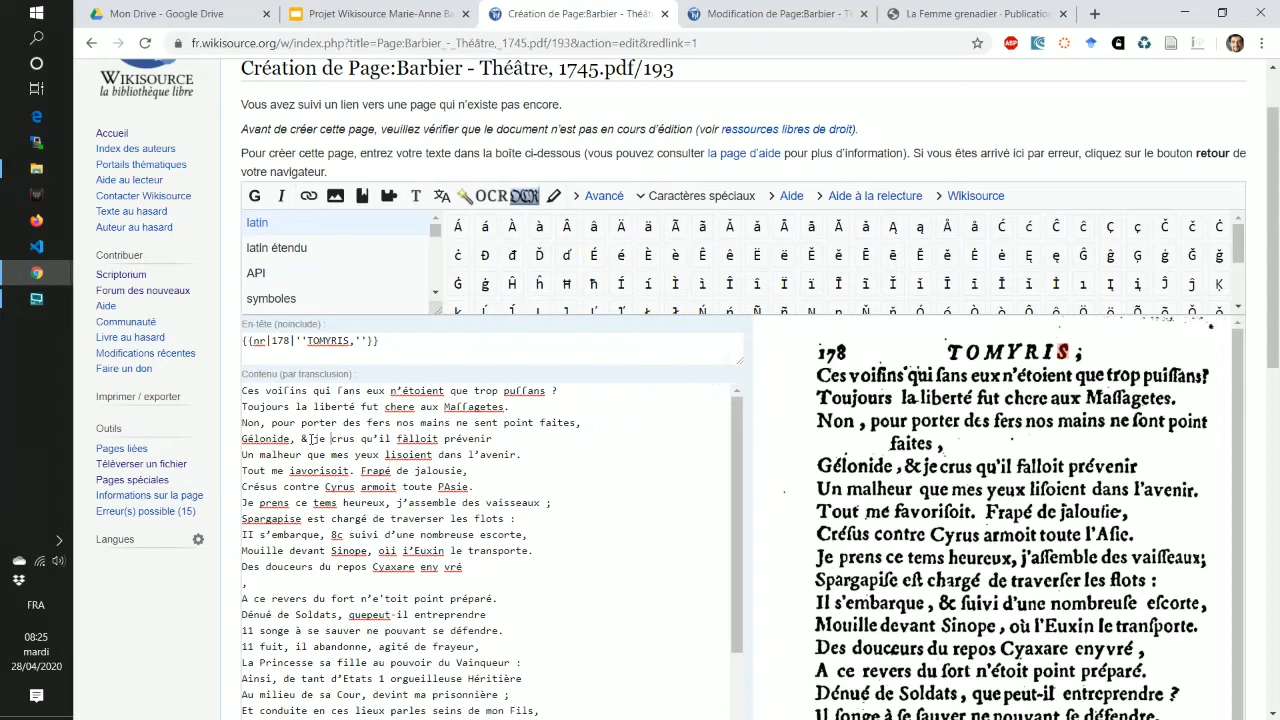 Mon Drive - Google Drive
Projet Wikisource Marie-Anne Ba
Création de Page:Barbier - Théâtr
Modification de Page:Barbier - Th
La Femme grenadier - Publication
fr.wikisource.org/w/index.php?title=Page:Barbier_-_Théâtre,_1745.pdf/193&action=edit&redlink=1
ABP
WIKISOURCE
la bibliothèque libre
Accueil
Index des auteurs
Portails thématiques
Aide au lecteur
Contacter Wikisource
Texte au hasard
Auteur au hasard
Contribuer
Scriptorium
Forum des nouveaux
Aide
Communauté
Livre au hasard
Modifications récentes
Faire un don
Imprimer / exporter
Outils
Pages liées
Téléverser un fichier
Pages spéciales
Informations sur la page
Erreur(s) possible (15)
Langues
FRA
08:25
mardi
28/04/2020
Création de Page:Barbier - Théâtre, 1745.pdf/193
Vous avez suivi un lien vers une page qui n'existe pas encore.
Avant de créer cette page, veuillez vérifier que le document n'est pas en cours d'édition (voir ressources libres de droit).
Pour créer cette page, entrez votre texte dans la boîte ci-dessous (vous pouvez consulter la page d'aide pour plus d'information). Si vous êtes arrivé ici par erreur, cliquez sur le bouton retour de
votre navigateur.
G I T OCR OCR Avancé Caractères spéciaux Aide Aide à la relecture Wikisource
latin
latin étendu
API
symboles
Á á À à Â â Ä ä Ã ã Ǎ ǎ Ā ā Ă ă Ą ą Å å Ć ć Ĉ ĉ Ç ç Č č Ċ
ċ Đ đ Ď ď É é È è Ê ê Ë ë Ě ě Ē ē Ĕ ĕ Ė ė Ę ę Ĝ ĝ Ģ ģ Ğ ğ
Ġ ġ Ĥ ĥ Ħ ħ Í í Ì ì Î î Ï ï Ĩ ĩ Ǐ ǐ Ī ī Ĭ ĭ İ ı Į į Ĵ ĵ Ķ
En-tête (noinclude) :
{{nr|178|''TOMYRIS,''}}
Contenu (par transclusion) :
Ces voiſins qui ſans eux n’étoient que trop puſſans ?
Toujours la liberté fut chere aux Maſſagetes.
Non, pour porter des fers nos mains ne sent point faites,
Gélonide, & je crus qu’il fàlloit prévenir
Un malheur que mes yeux lisoient dans l’avenir.
Tout me iavorisoit. Frapé de jalousie,
Crésus contre Cyrus armoit toute PAsie.
Je prens ce tems heureux, j’assemble des vaisseaux ;
Spargapise est chargé de traverser les flots :
II s’embarque, 8c suivi d’une nombreuse escorte,
Mouille devant Sinope, oìi i’Euxin le transporte.
Des douceurs du repos Cyaxare env vré
,
A ce revers du fort n’e’toit point préparé.
Dénué de Soldats, quepeut-il entreprendre
11 songe à se sauver ne pouvant se défendre.
11 fuit, il abandonne, agité de frayeur,
La Princesse sa fille au pouvoir du Vainqueur :
Ainsi, de tant d’Etats 1 orgueilleuse Héritière
Au milieu de sa Cour, devint ma prisonnière ;
Et conduite en ces lieux parles seins de mon Fils,
178 TOMYRIS ;
Ces voiſins qui ſans eux n'étoient que trop puiſſans?
Toujours la liberté fut chere aux Maſſagetes.
Non, pour porter des fers nos mains ne ſont point
faites,
Gélonide, & je crus qu'il falloit prévenir
Un malheur que mes yeux liſoient dans l'avenir.
Tout me favoriſoit. Frapé de jalouſie,
Créſus contre Cyrus armoit toute l'Aſie.
Je prens ce tems heureux, j'aſſemble des vaiſſeaux;
Spargapiſe eſt chargé de traverſer les flots :
Il s'embarque, & ſuivi d'une nombreuſe eſcorte,
Mouille devant Sinope, où l'Euxin le tranſporte.
Des douceurs du repos Cyaxare enyvré,
A ce revers du ſort n'étoit point préparé.
Dénué de Soldats, que peut-il entreprendre ?
Il ſonge à ſe ſauver ne pouvant se défendre.